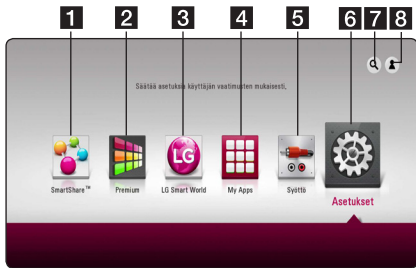 1 2 3 4 5 6 7 8
Säätää asetuksia käyttäjän vaatimusten mukaisesti.
LG
SmartShare™ Premium LG Smart World My Apps Syöttö
Asetukset